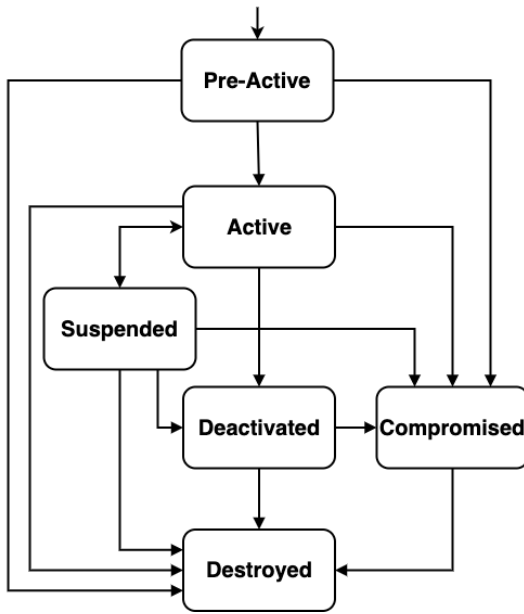 Pre-Active
Active
Suspended
Deactivated
Compromised
Destroyed